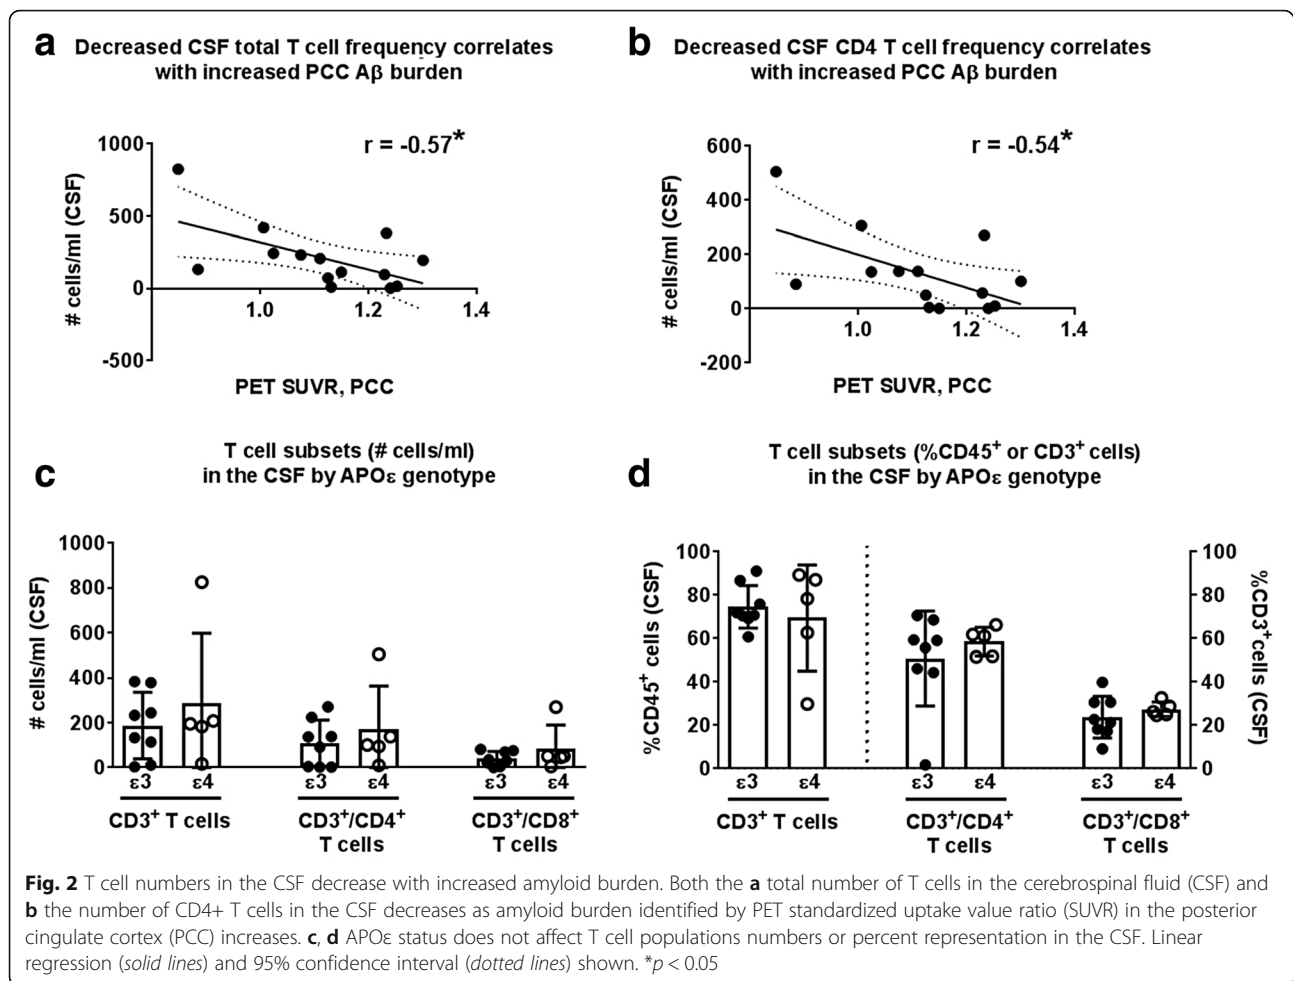 a Decreased CSF total T cell frequency correlates
with increased PCC Aβ burden
r = -0.57*
1000
500
0
-500
1.0 1.2 1.4
# cells/ml (CSF)
PET SUVR, PCC
b Decreased CSF CD4 T cell frequency correlates
with increased PCC Aβ burden
r = -0.54*
600
400
200
0
-200
1.0 1.2 1.4
# cells/ml (CSF)
PET SUVR, PCC
c T cell subsets (# cells/ml)
in the CSF by APOε genotype
1000
800
600
400
200
0
# cells/ml (CSF)
ε3 ε4 ε3 ε4 ε3 ε4
CD3⁺ T cells CD3⁺/CD4⁺ CD3⁺/CD8⁺
T cells T cells
d T cell subsets (%CD45⁺ or CD3⁺ cells)
in the CSF by APOε genotype
100 100
80 80
60 60
40 40
20 20
0 0
%CD45⁺ cells (CSF)
%CD3⁺cells (CSF)
ε3 ε4 ε3 ε4 ε3 ε4
CD3⁺ T cells CD3⁺/CD4⁺ CD3⁺/CD8⁺
T cells T cells
Fig. 2 T cell numbers in the CSF decrease with increased amyloid burden. Both the a total number of T cells in the cerebrospinal fluid (CSF) and
b the number of CD4+ T cells in the CSF decreases as amyloid burden identified by PET standardized uptake value ratio (SUVR) in the posterior
cingulate cortex (PCC) increases. c, d APOε status does not affect T cell populations numbers or percent representation in the CSF. Linear
regression (solid lines) and 95% confidence interval (dotted lines) shown. *p < 0.05